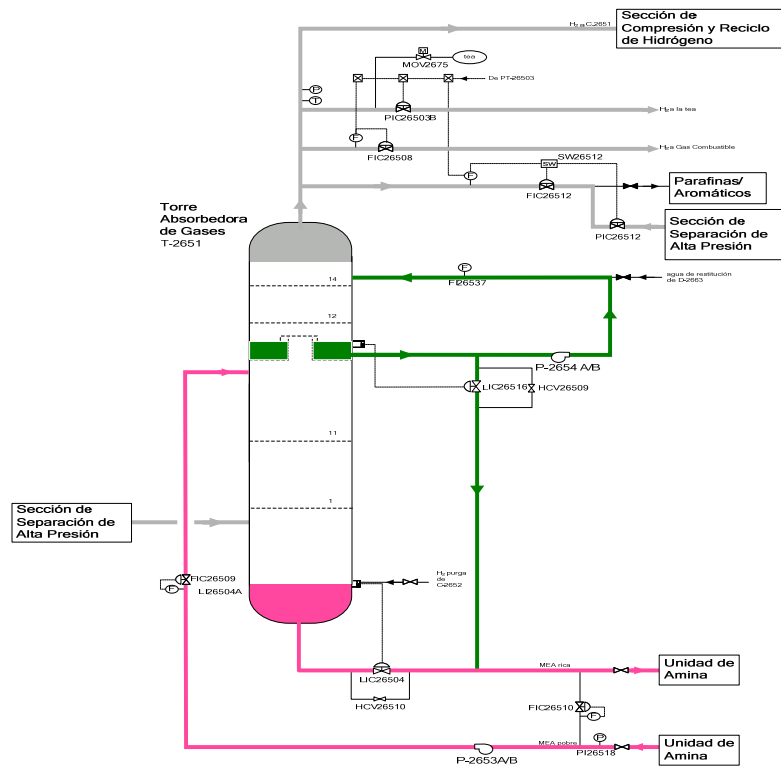 H₂ a C-2651
Sección de
Compresión y Reciclo
de Hidrógeno
M
tea
MOV2675
De PT-26503
P
T
H₂ a la tea
PIC26503B
F
H₂ a Gas Combustible
FIC26508
SW26512
SW
F
Parafinas/
Aromáticos
FIC26512
Torre
Absorbedora
de Gases
T-2651
Sección de
Separación de
Alta Presión
PIC26512
14
F
FI26537
agua de restitución
de D-2663
12
P-2654 A/B
LIC26516
HCV26509
11
1
Sección de
Separación de
Alta Presión
H₂ purga
de
C-2652
FIC26509
F
LI26504A
MEA rica
Unidad de
Amina
LIC26504
HCV26510
FIC26510
F
P
MEA pobre
PI26518
Unidad de
Amina
P-2653A/B